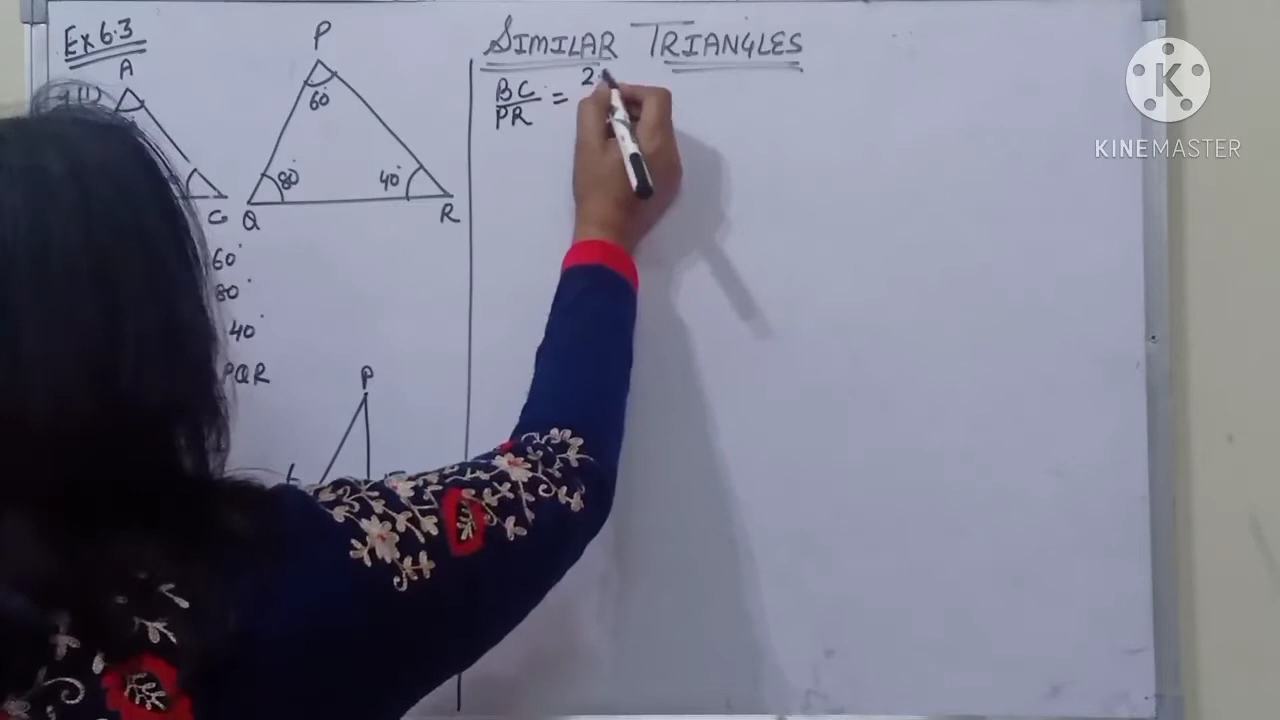 Ex 6.3
SIMILAR TRIANGLES
A
P
60°
80°
40°
C
Q
R
BC/PR = 2
60°
80°
40°
PQR
P
K
KINEMASTER